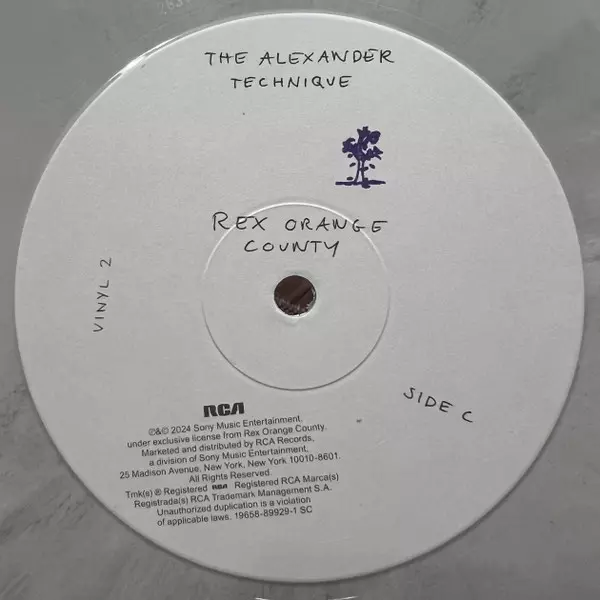 THE ALEXANDER
TECHNIQUE
REX ORANGE
COUNTY
VINYL 2
SIDE C
RCA
℗&© 2024 Sony Music Entertainment,
under exclusive license from Rex Orange County.
Marketed and distributed by RCA Records,
a division of Sony Music Entertainment,
25 Madison Avenue, New York, New York 10010-8601.
All Rights Reserved.
Tmk(s) ® Registered RCA Registered RCA Marca(s)
Registrada(s) RCA Trademark Management S.A.
Unauthorized duplication is a violation
of applicable laws. 19658-89929-1 SC